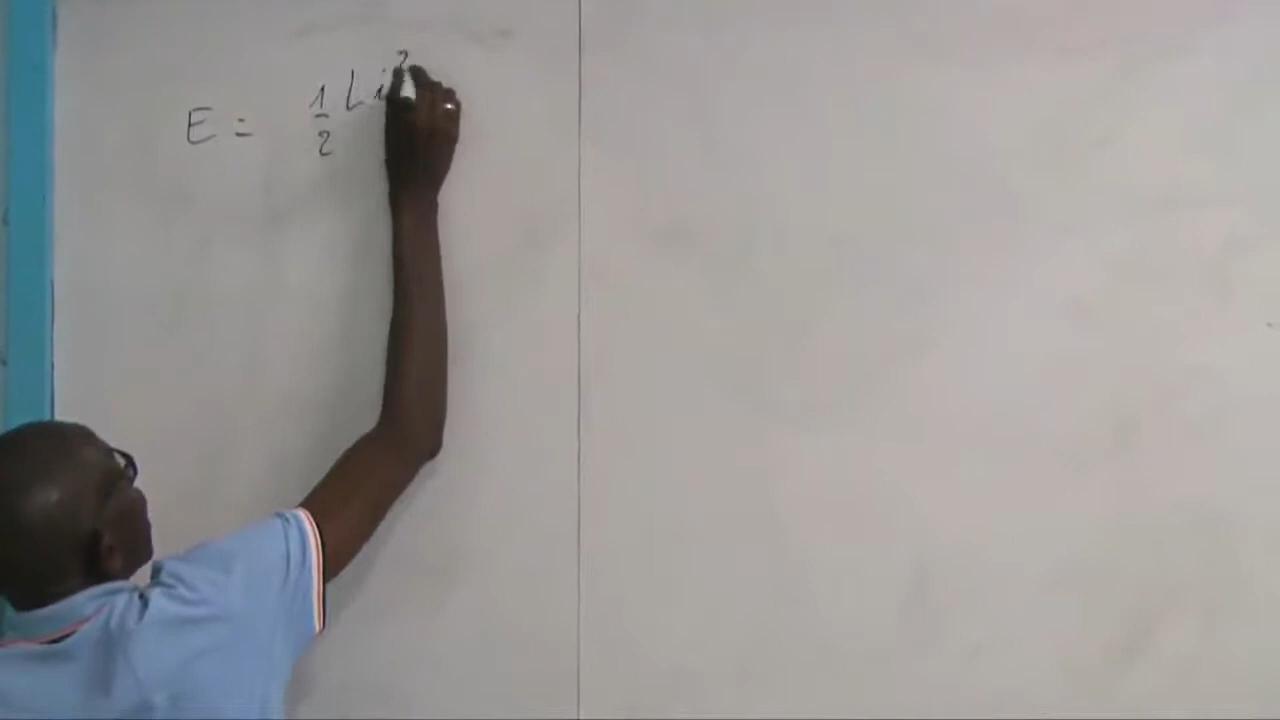 E = 1/2 Li²